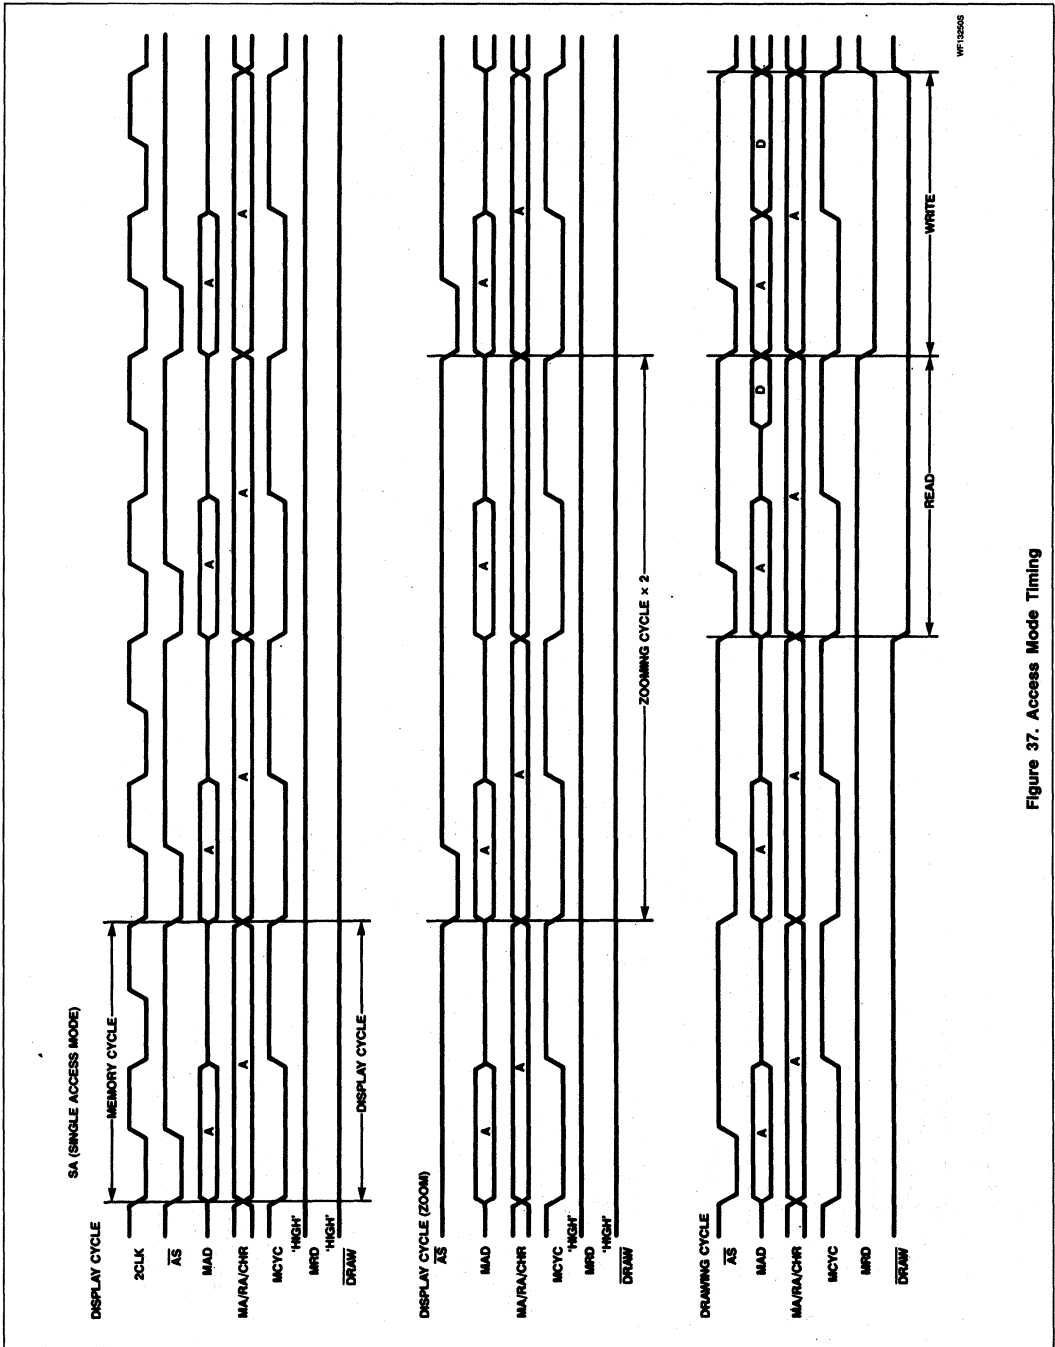 SA (SINGLE ACCESS MODE)
DISPLAY CYCLE
MEMORY CYCLE
2CLK
AS
MAD
A
A
A
A
MA/RA/CHR
A
A
A
A
MCYC
'HIGH'
MRD
'HIGH'
DRAW
DISPLAY CYCLE
DISPLAY CYCLE (ZOOM)
AS
MAD
A
A
A
A
MA/RA/CHR
A
A
A
MCYC
'HIGH'
MRD
'HIGH'
DRAW
ZOOMING CYCLE × 2
DRAWING CYCLE
AS
MAD
A
A
A
D
A
D
MA/RA/CHR
A
A
A
A
MCYC
MRD
DRAW
READ
WRITE
WF13250S
Figure 37. Access Mode Timing